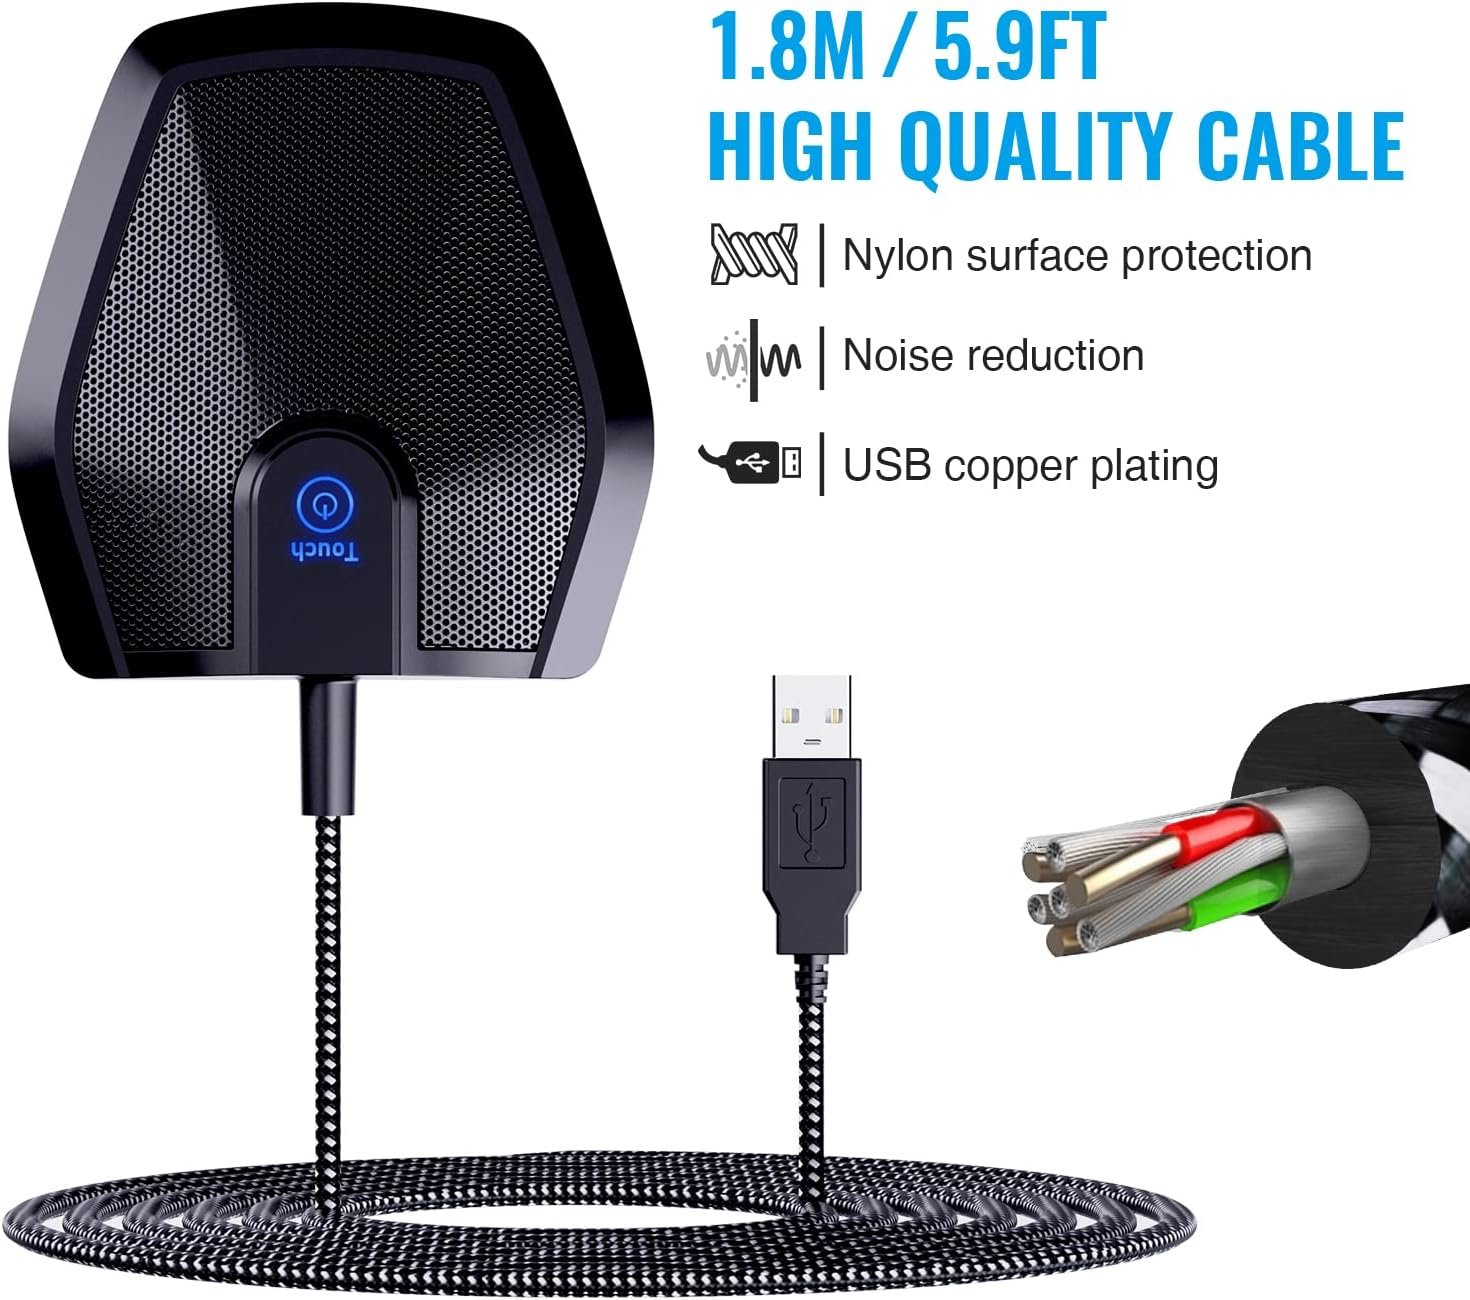 1.8M / 5.9FT
HIGH QUALITY CABLE
Nylon surface protection
Noise reduction
USB copper plating
Touch